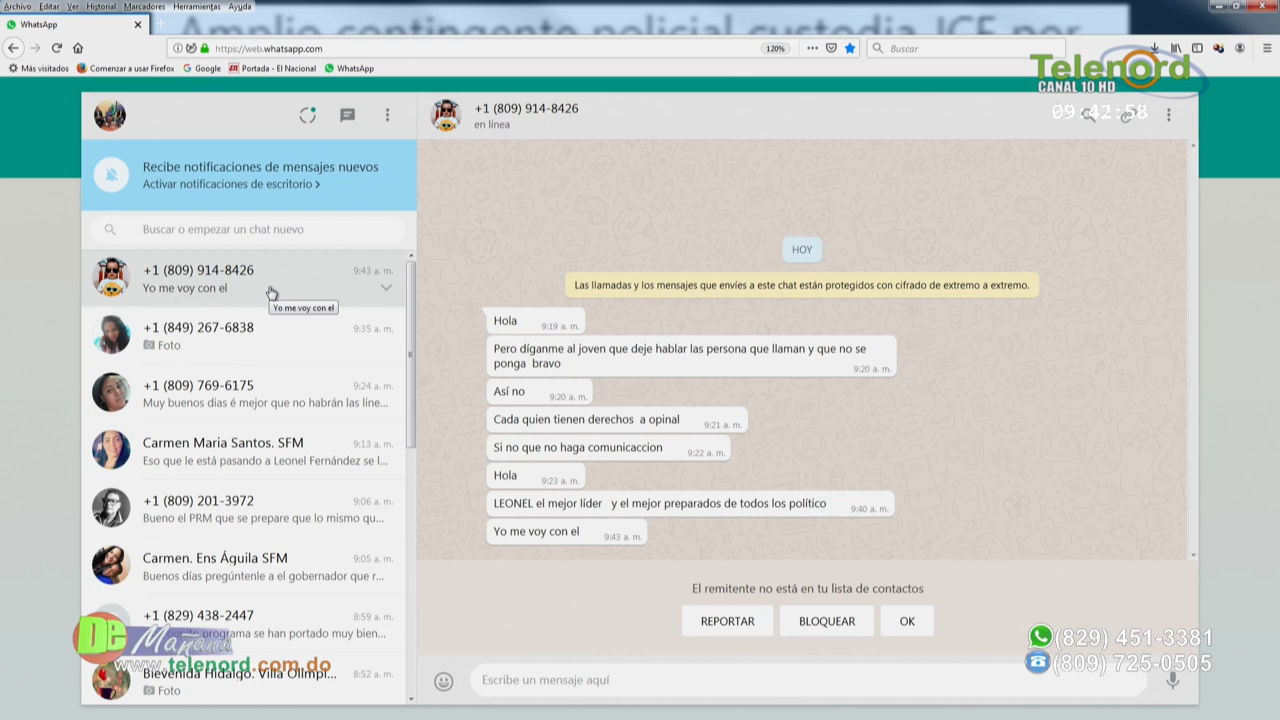 Archivo Editar Ver Historial Marcadores Herramientas Ayuda
WhatsApp
Amplio contingente policial custodia JCE por
https://web.whatsapp.com
120%
Buscar
Más visitados
Comenzar a usar Firefox
Google
Portada - El Nacional
WhatsApp
Telenord
CANAL 10 HD
09:42:58
+1 (809) 914-8426
en línea
Recibe notificaciones de mensajes nuevos
Activar notificaciones de escritorio >
Buscar o empezar un chat nuevo
+1 (809) 914-8426 9:43 a. m.
Yo me voy con el
Yo me voy con el
+1 (849) 267-6838 9:35 a. m.
Foto
+1 (809) 769-6175 9:24 a. m.
Muy buenos dias é mejor que no habrán las line...
Carmen Maria Santos. SFM 9:13 a. m.
Eso que le está pasando a Leonel Fernández se l...
+1 (809) 201-3972 9:06 a. m.
Bueno el PRM que se prepare que lo mismo qu...
Carmen. Ens Águila SFM 9:05 a. m.
Buenos días pregúntenle a el gobernador que r...
+1 (829) 438-2447 8:59 a. m.
programa se han portado muy bien...
Bievenida Hidalgo. Villa Olimpi... 8:52 a. m.
Foto
HOY
Las llamadas y los mensajes que envíes a este chat están protegidos con cifrado de extremo a extremo.
Hola 9:19 a. m.
Pero díganme al joven que deje hablar las persona que llaman y que no se
ponga bravo 9:20 a. m.
Así no 9:20 a. m.
Cada quien tienen derechos a opinal 9:21 a. m.
Si no que no haga comunicaccion 9:22 a. m.
Hola 9:23 a. m.
LEONEL el mejor líder y el mejor preparados de todos los político 9:40 a. m.
Yo me voy con el 9:43 a. m.
El remitente no está en tu lista de contactos
REPORTAR BLOQUEAR OK
Escribe un mensaje aquí
De Mañana
www.telenord.com.do
(829) 451-3381
(809) 725-0505